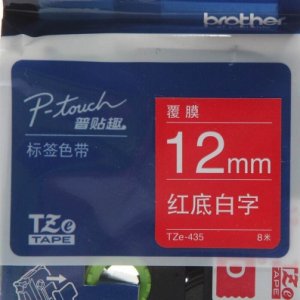 brother
P-touch
普贴趣
标签色带
覆膜
12mm
红底白字
TZe-435
8米
TZe
TAPE